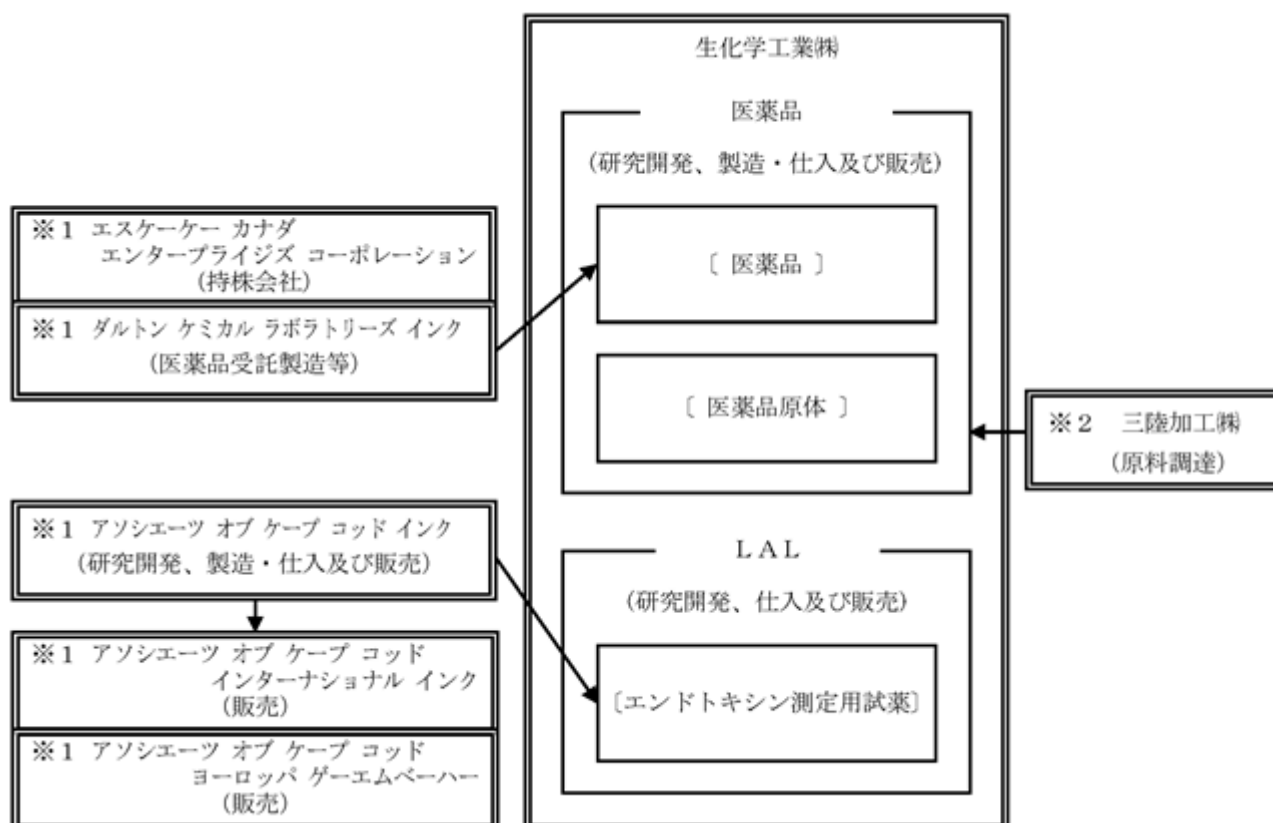 生化学工業㈱
医薬品
(研究開発、製造・仕入及び販売)
〔 医薬品 〕
〔 医薬品原体 〕
※1 エスケーケー カナダ
エンタープライジズ コーポレーション
(持株会社)
※1 ダルトン ケミカル ラボラトリーズ インク
(医薬品受託製造等)
※2 三陸加工㈱
(原料調達)
※1 アソシエーツ オブ ケープ コッド インク
(研究開発、製造・仕入及び販売)
LAL
(研究開発、仕入及び販売)
〔エンドトキシン測定用試薬〕
※1 アソシエーツ オブ ケープ コッド
インターナショナル インク
(販売)
※1 アソシエーツ オブ ケープ コッド
ヨーロッパ ゲーエムベーハー
(販売)